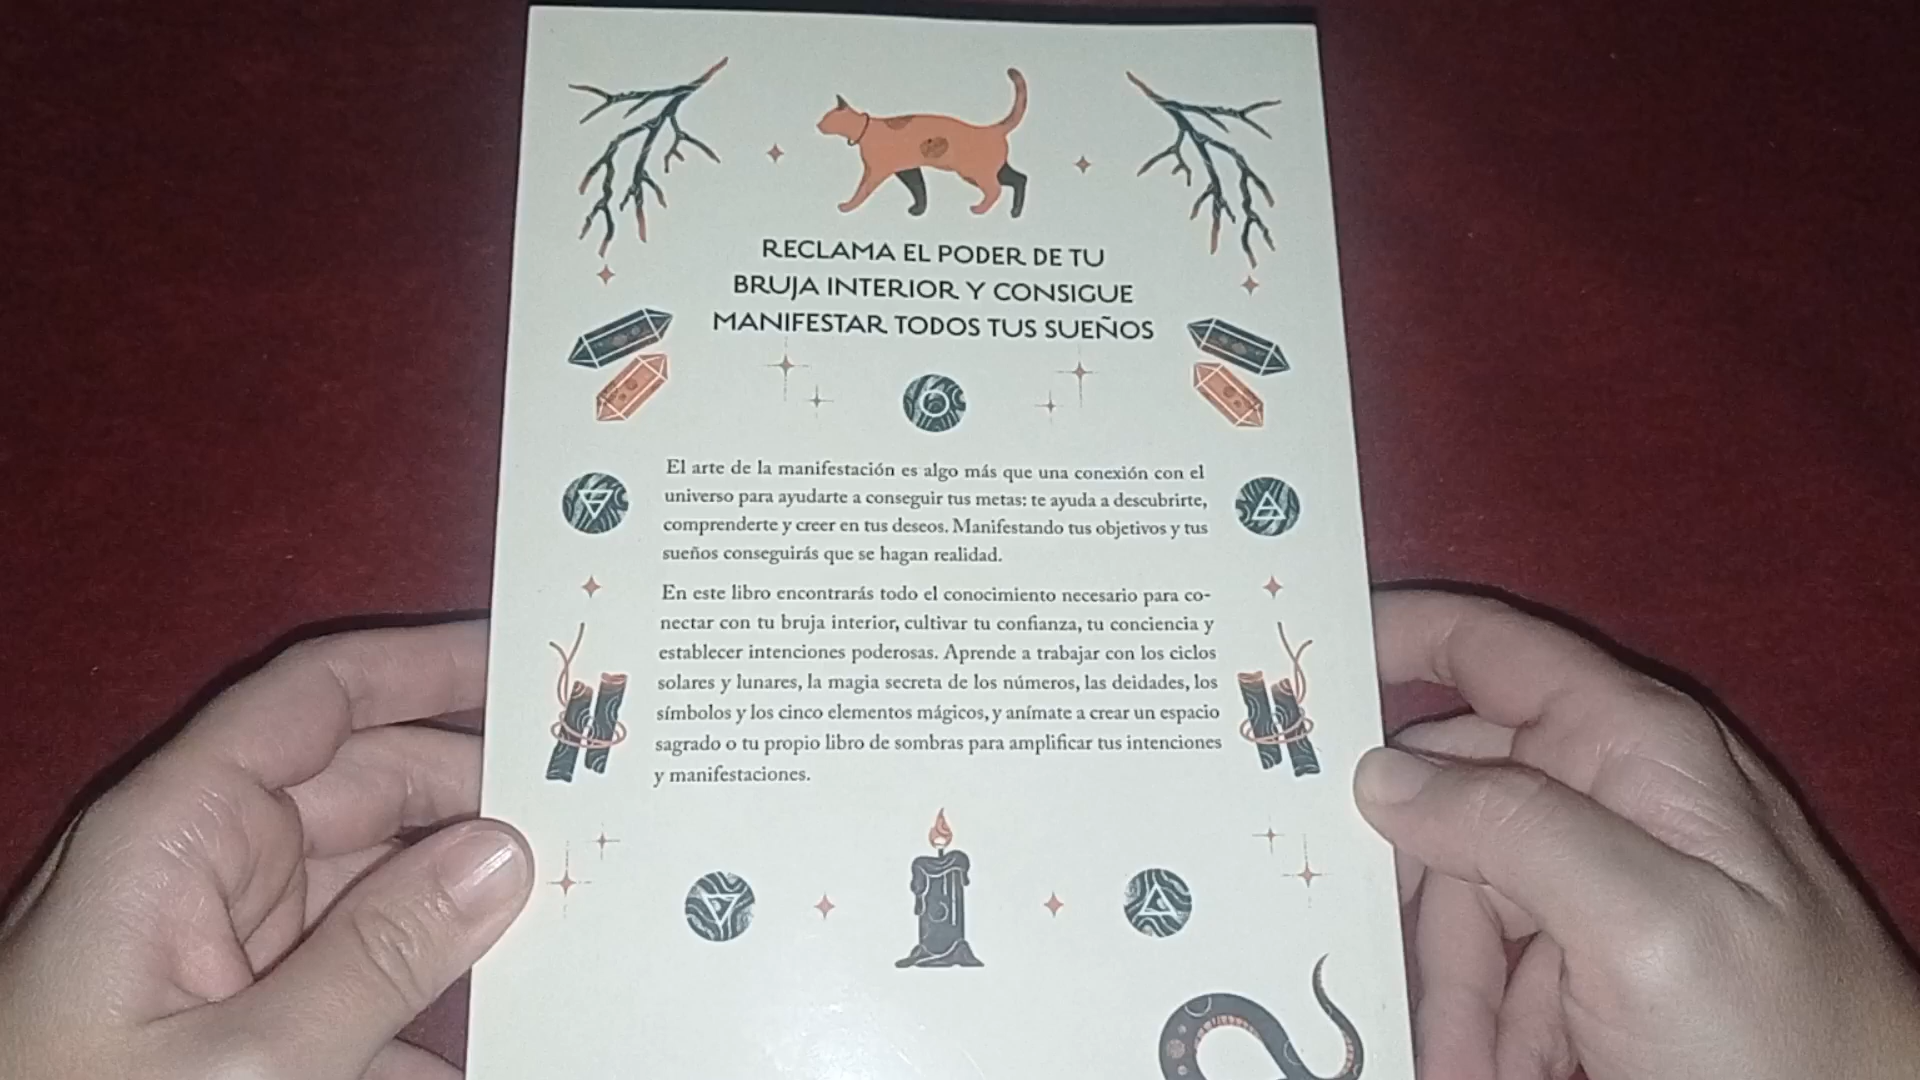 RECLAMA EL PODER DE TU
BRUJA INTERIOR Y CONSIGUE
MANIFESTAR TODOS TUS SUEÑOS
El arte de la manifestación es algo más que una conexión con el
universo para ayudarte a conseguir tus metas: te ayuda a descubrirte,
comprenderte y creer en tus deseos. Manifestando tus objetivos y tus
sueños conseguirás que se hagan realidad.
En este libro encontrarás todo el conocimiento necesario para co-
nectar con tu bruja interior, cultivar tu confianza, tu conciencia y
establecer intenciones poderosas. Aprende a trabajar con los ciclos
solares y lunares, la magia secreta de los números, las deidades, los
símbolos y los cinco elementos mágicos, y anímate a crear un espacio
sagrado o tu propio libro de sombras para amplificar tus intenciones
y manifestaciones.